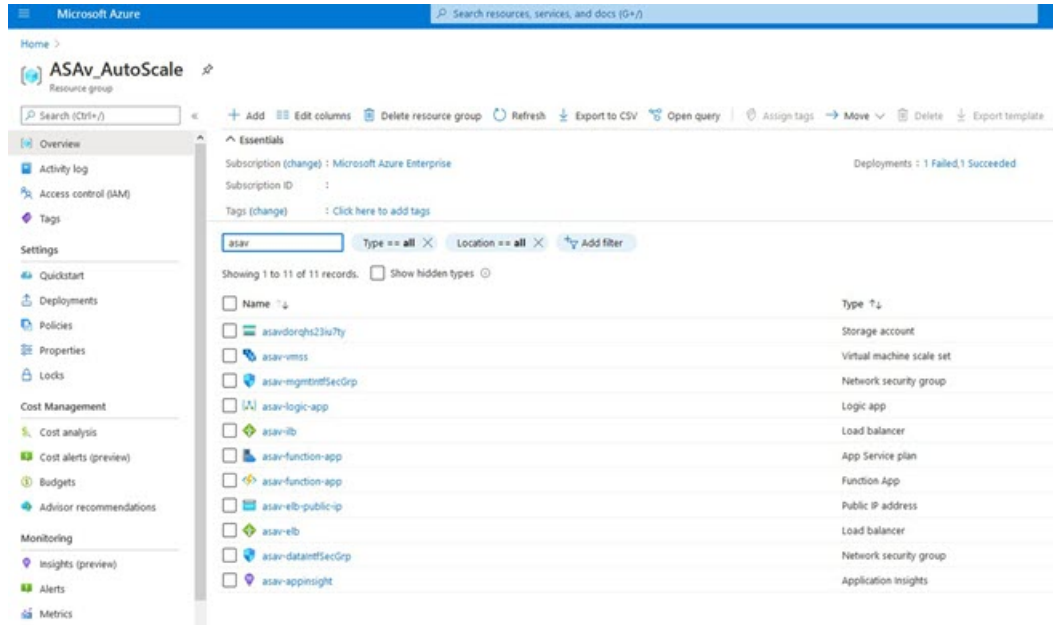 Microsoft Azure
Search resources, services, and docs (G+/)
Home >
ASAv_AutoScale
Resource group
Search (Ctrl+/)
«
Add
Edit columns
Delete resource group
Refresh
Export to CSV
Open query
Assign tags
Move
Delete
Export template
Overview
Activity log
Access control (IAM)
Tags
Settings
Quickstart
Deployments
Policies
Properties
Locks
Cost Management
Cost analysis
Cost alerts (preview)
Budgets
Advisor recommendations
Monitoring
Insights (preview)
Alerts
Metrics
Essentials
Subscription (change) : Microsoft Azure Enterprise
Deployments : 1 Failed,1 Succeeded
Subscription ID :
Tags (change) : Click here to add tags
asav
Type == all
Location == all
Add filter
Showing 1 to 11 of 11 records.
Show hidden types
Name
Type
asavdorqhs23iu7ty Storage account
asav-vmss Virtual machine scale set
asav-mgmtintfSecGrp Network security group
asav-logic-app Logic app
asav-ilb Load balancer
asav-function-app App Service plan
asav-function-app Function App
asav-elb-public-ip Public IP address
asav-elb Load balancer
asav-dataintfSecGrp Network security group
asav-appinsight Application Insights